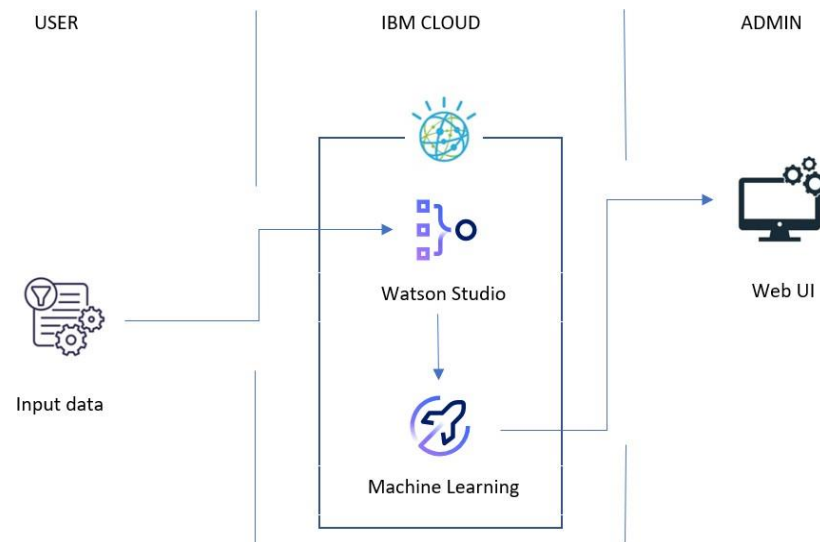 USER
IBM CLOUD
ADMIN
Watson Studio
Web UI
Input data
Machine Learning